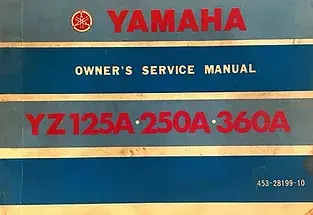 YAMAHA
OWNER'S SERVICE MANUAL
YZ125A·250A·360A
453-28199-10